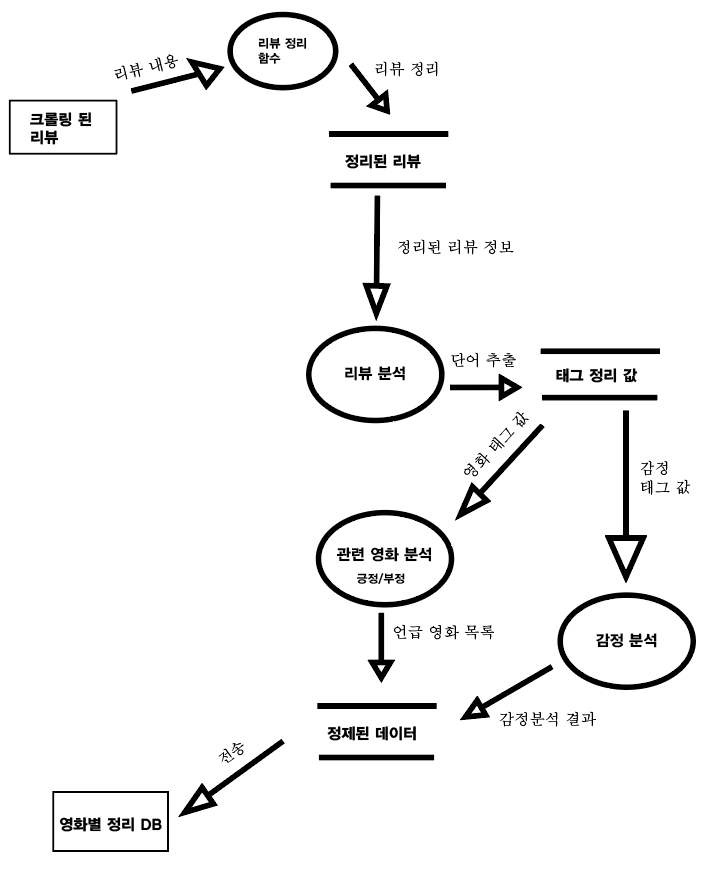 리뷰 정리
함수
리뷰 내용
리뷰 정리
크롤링 된
리뷰
정리된 리뷰
정리된 리뷰 정보
리뷰 분석
단어 추출
태그 정리 값
영화 태그 값
감정
태그 값
관련 영화 분석
긍정/부정
언급 영화 목록
감정 분석
감정분석 결과
정제된 데이터
전송
영화별 정리 DB